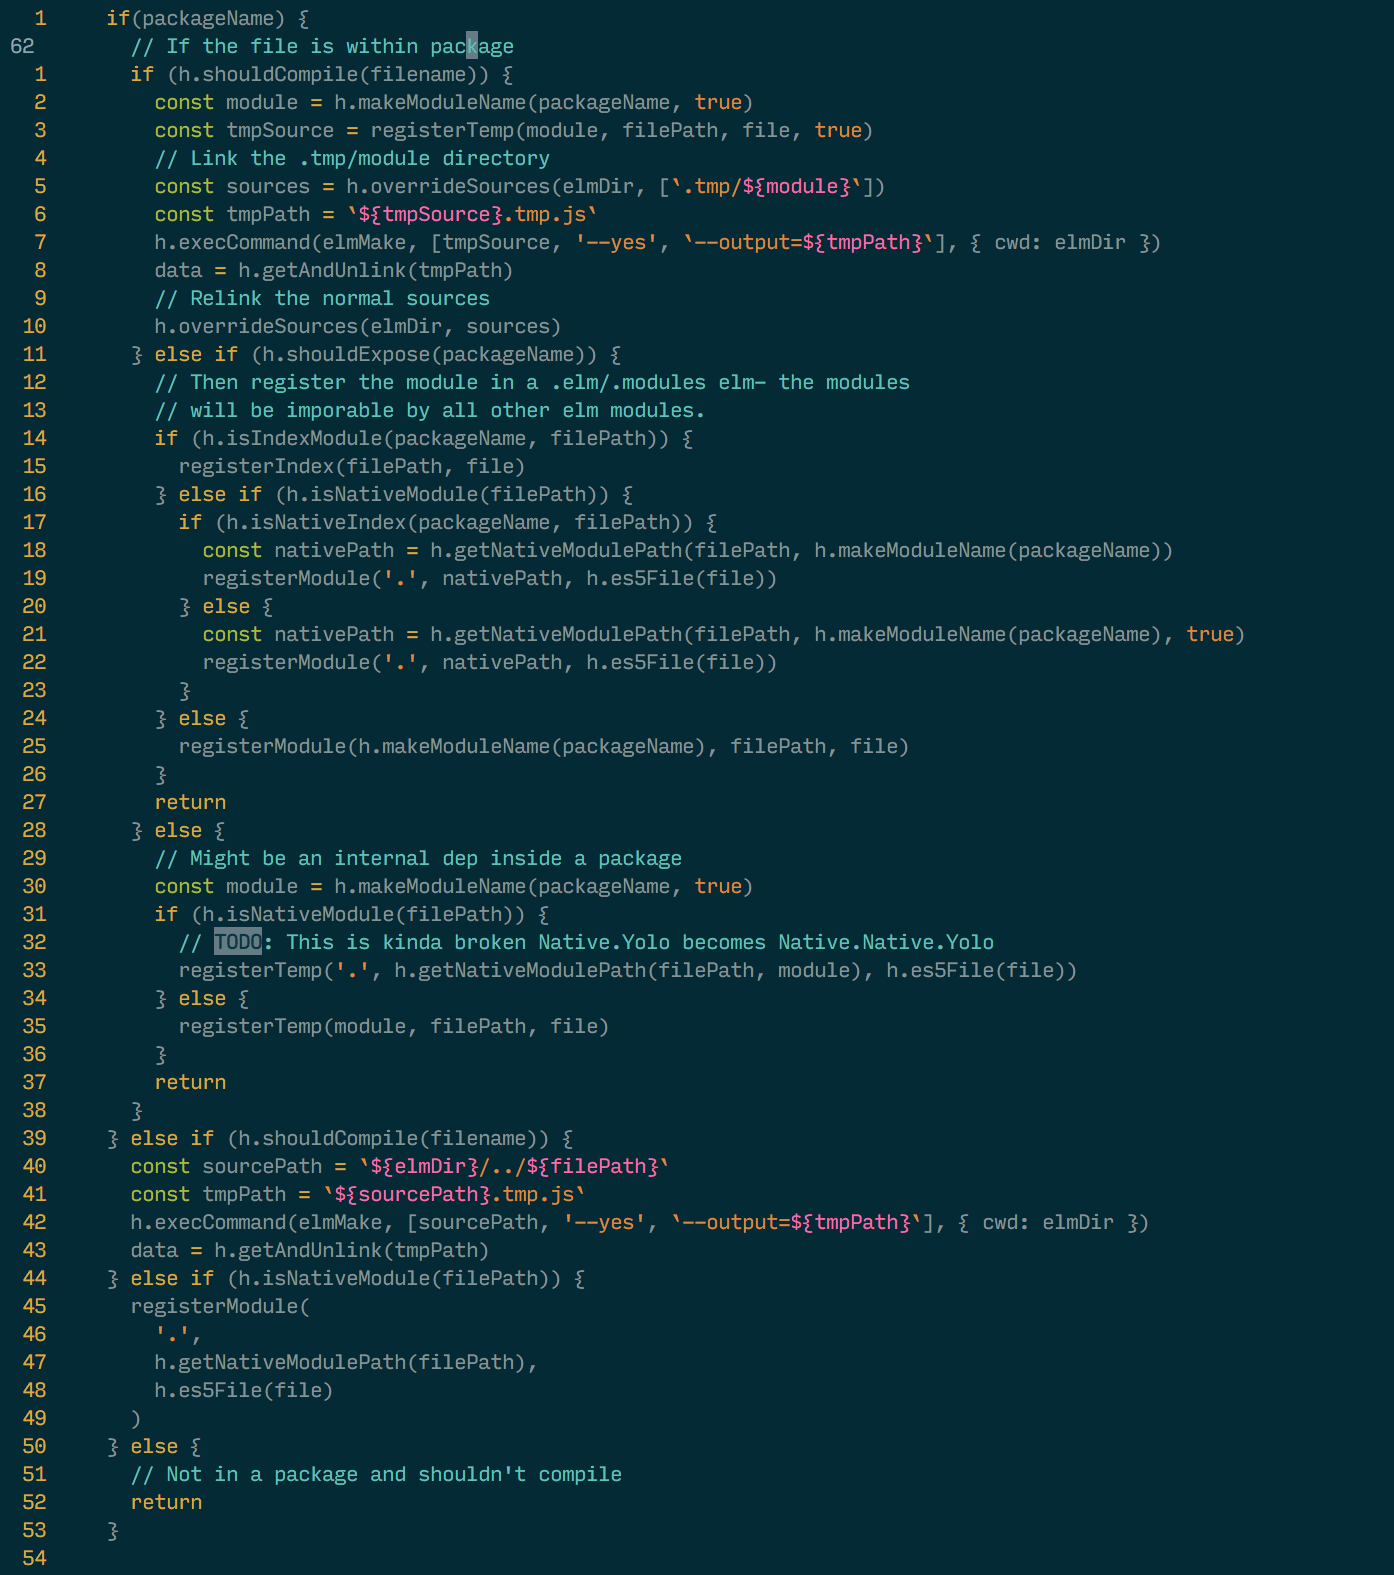 1     if(packageName) {
62      // If the file is within package
1       if (h.shouldCompile(filename)) {
2         const module = h.makeModuleName(packageName, true)
3         const tmpSource = registerTemp(module, filePath, file, true)
4         // Link the .tmp/module directory
5         const sources = h.overrideSources(elmDir, [`.tmp/${module}`])
6         const tmpPath = `${tmpSource}.tmp.js`
7         h.execCommand(elmMake, [tmpSource, '--yes', `--output=${tmpPath}`], { cwd: elmDir })
8         data = h.getAndUnlink(tmpPath)
9         // Relink the normal sources
10        h.overrideSources(elmDir, sources)
11      } else if (h.shouldExpose(packageName)) {
12        // Then register the module in a .elm/.modules elm- the modules
13        // will be imporable by all other elm modules.
14        if (h.isIndexModule(packageName, filePath)) {
15          registerIndex(filePath, file)
16        } else if (h.isNativeModule(filePath)) {
17          if (h.isNativeIndex(packageName, filePath)) {
18            const nativePath = h.getNativeModulePath(filePath, h.makeModuleName(packageName))
19            registerModule('.', nativePath, h.es5File(file))
20          } else {
21            const nativePath = h.getNativeModulePath(filePath, h.makeModuleName(packageName), true)
22            registerModule('.', nativePath, h.es5File(file))
23          }
24        } else {
25          registerModule(h.makeModuleName(packageName), filePath, file)
26        }
27        return
28      } else {
29        // Might be an internal dep inside a package
30        const module = h.makeModuleName(packageName, true)
31        if (h.isNativeModule(filePath)) {
32          // TODO: This is kinda broken Native.Yolo becomes Native.Native.Yolo
33          registerTemp('.', h.getNativeModulePath(filePath, module), h.es5File(file))
34        } else {
35          registerTemp(module, filePath, file)
36        }
37        return
38      }
39    } else if (h.shouldCompile(filename)) {
40      const sourcePath = `${elmDir}/../${filePath}`
41      const tmpPath = `${sourcePath}.tmp.js`
42      h.execCommand(elmMake, [sourcePath, '--yes', `--output=${tmpPath}`], { cwd: elmDir })
43      data = h.getAndUnlink(tmpPath)
44    } else if (h.isNativeModule(filePath)) {
45      registerModule(
46        '.',
47        h.getNativeModulePath(filePath),
48        h.es5File(file)
49      )
50    } else {
51      // Not in a package and shouldn't compile
52      return
53    }
54